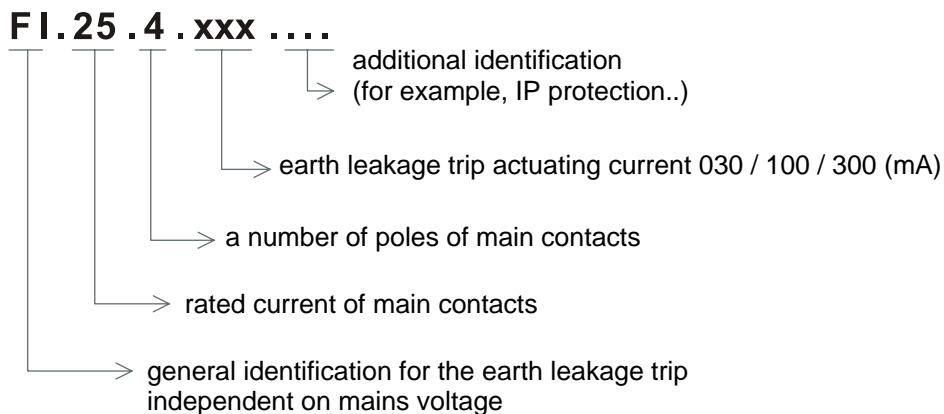 FI.25.4.xxx....
additional identification
(for example, IP protection..)
earth leakage trip actuating current 030 / 100 / 300 (mA)
a number of poles of main contacts
rated current of main contacts
general identification for the earth leakage trip
independent on mains voltage